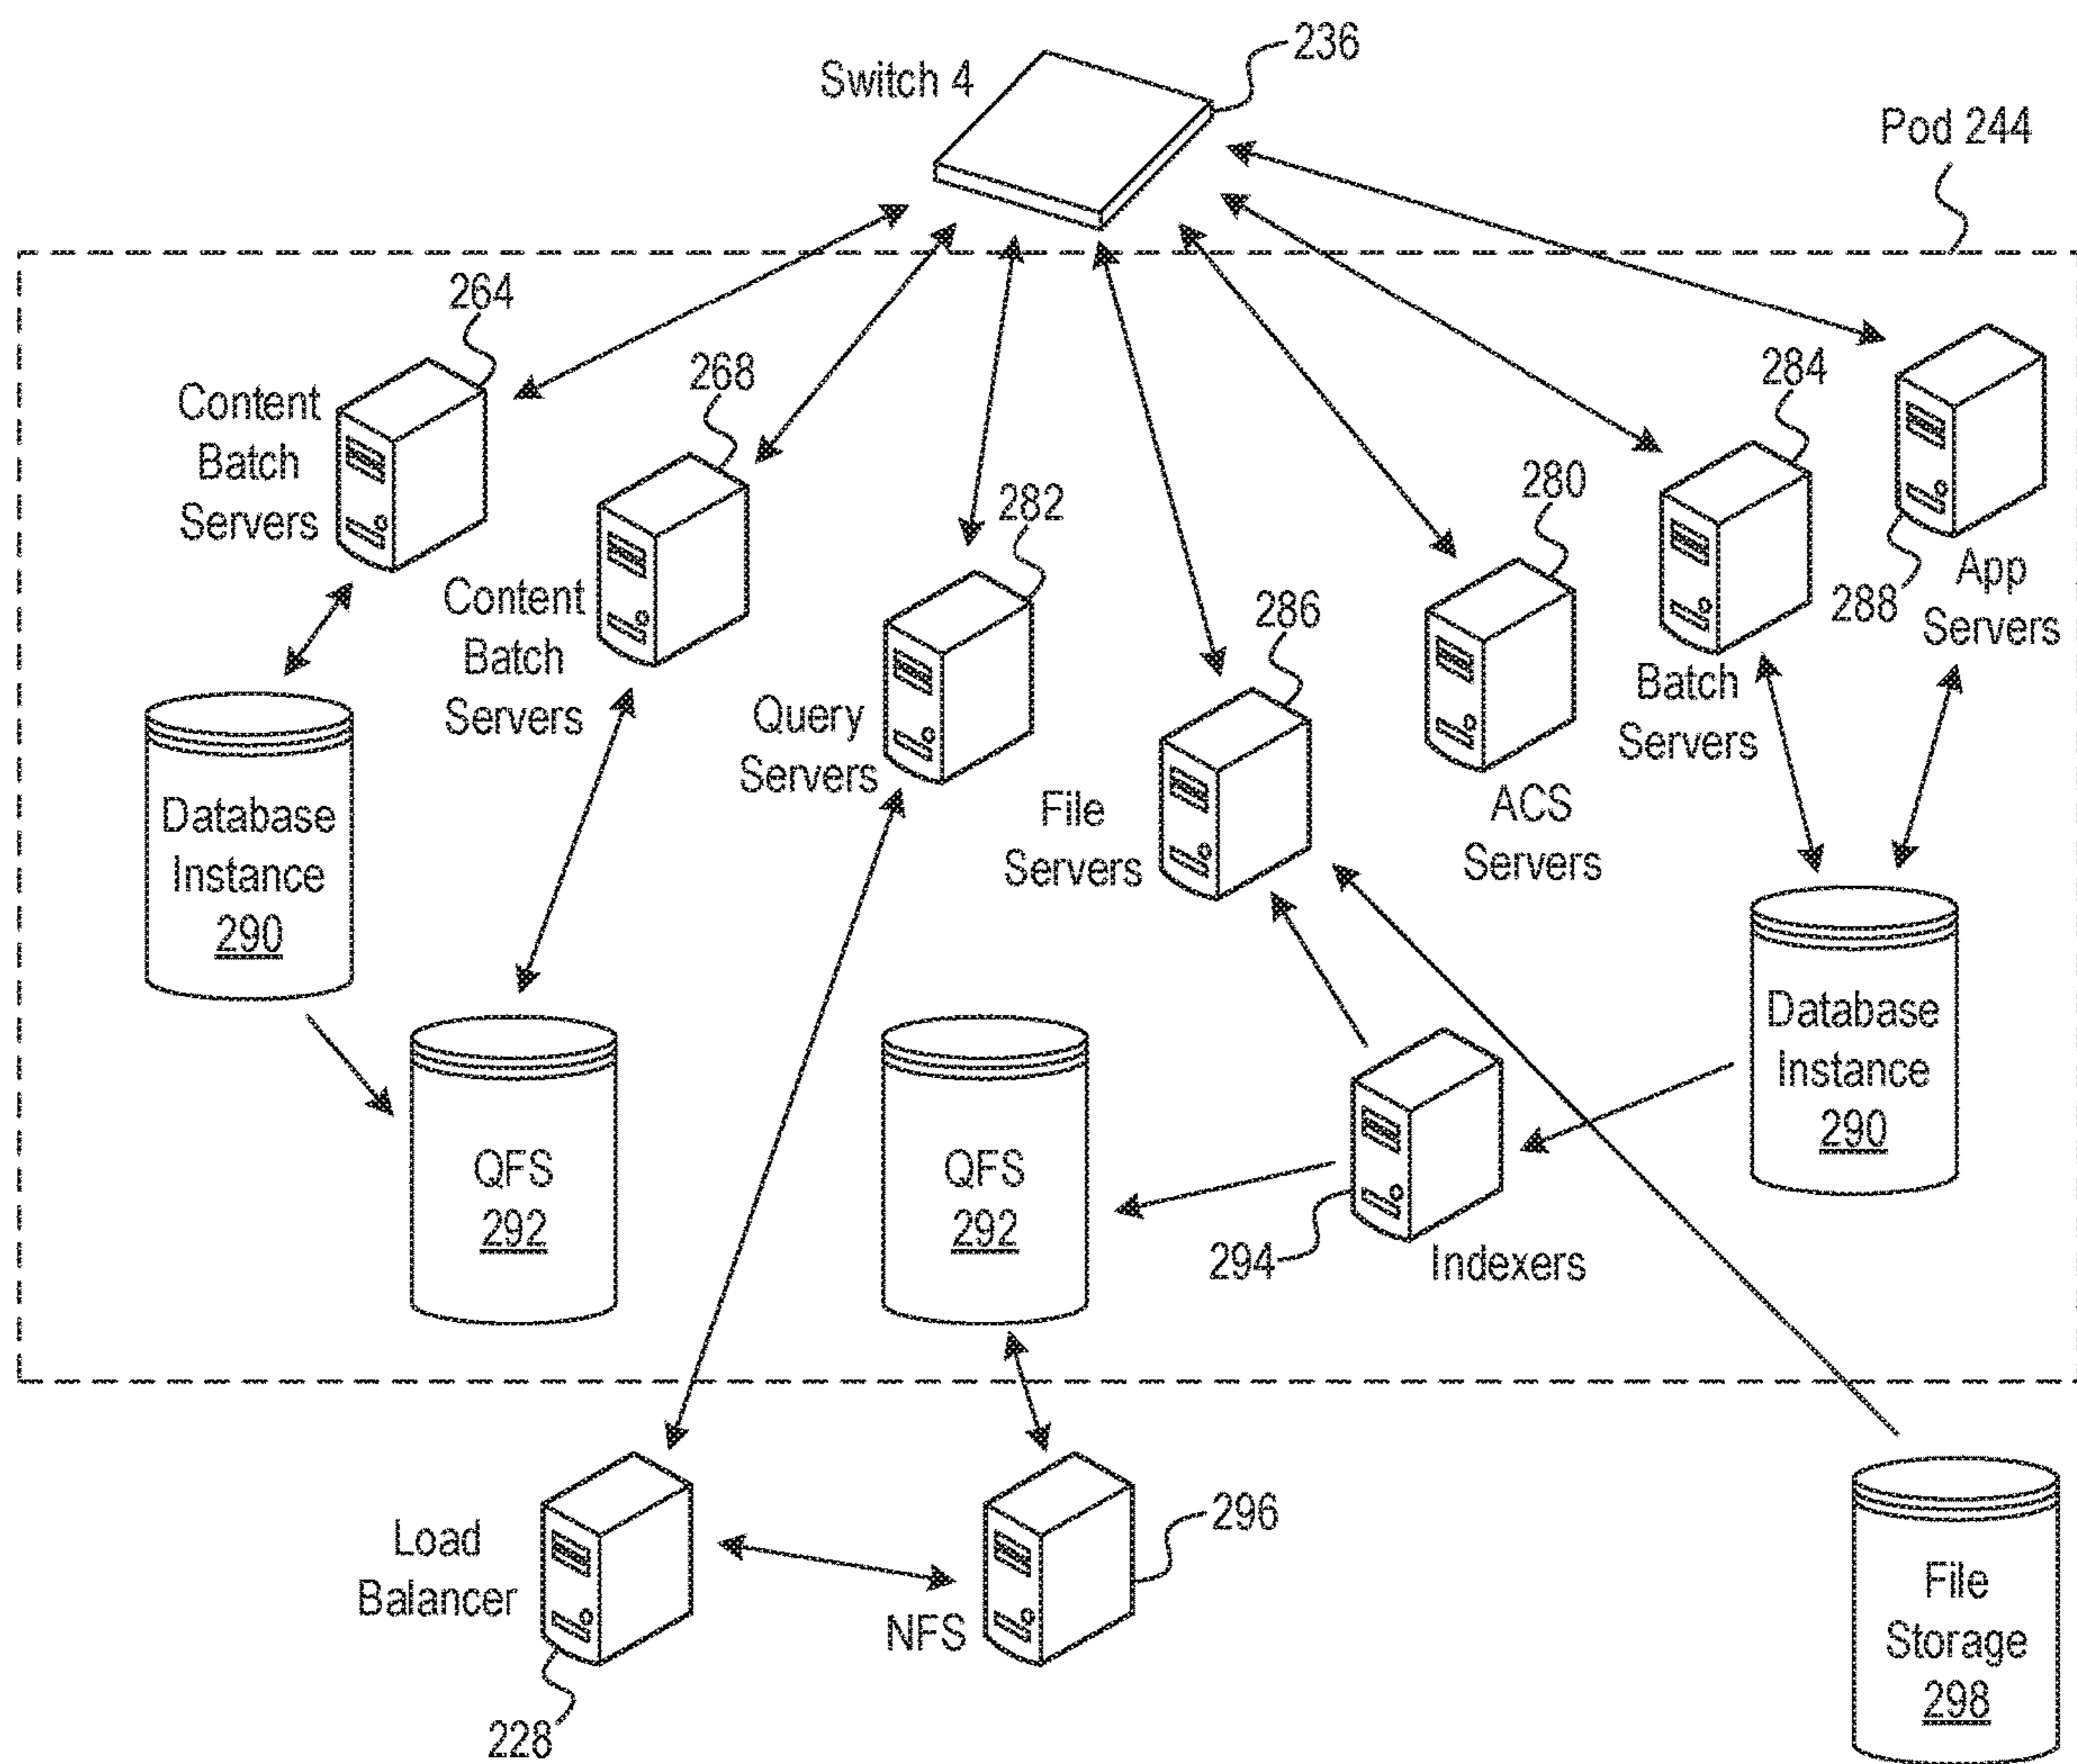 236
Switch 4
Pod 244
264
268
284
Content
Batch
Servers
282
280
288
App
Servers
Content
Batch
Servers
286
Batch
Servers
Query
Servers
File
Servers
ACS
Servers
Database
Instance
290
Database
Instance
290
QFS
292
QFS
292
294
Indexers
296
Load
Balancer
NFS
228
File
Storage
298